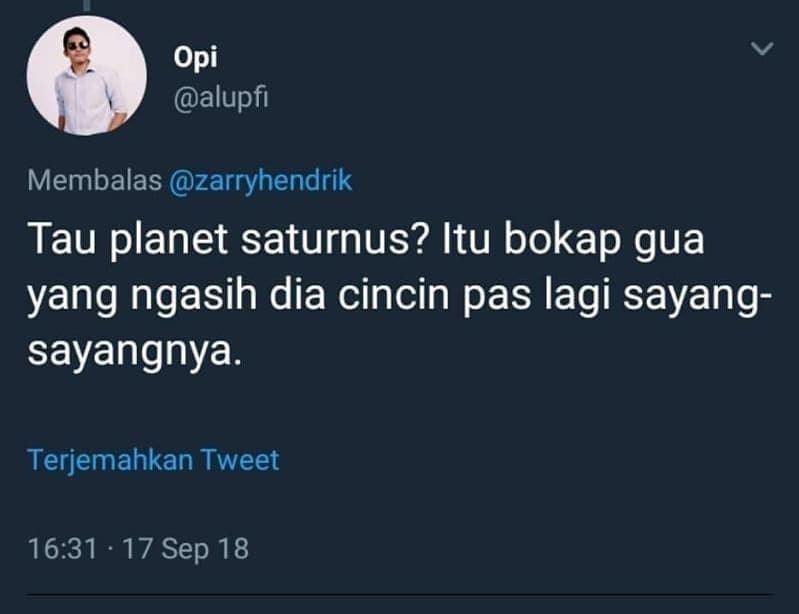 Opi
@alupfi
Membalas @zarryhendrik
Tau planet saturnus? Itu bokap gua
yang ngasih dia cincin pas lagi sayang-
sayangnya.
Terjemahkan Tweet
16:31 · 17 Sep 18